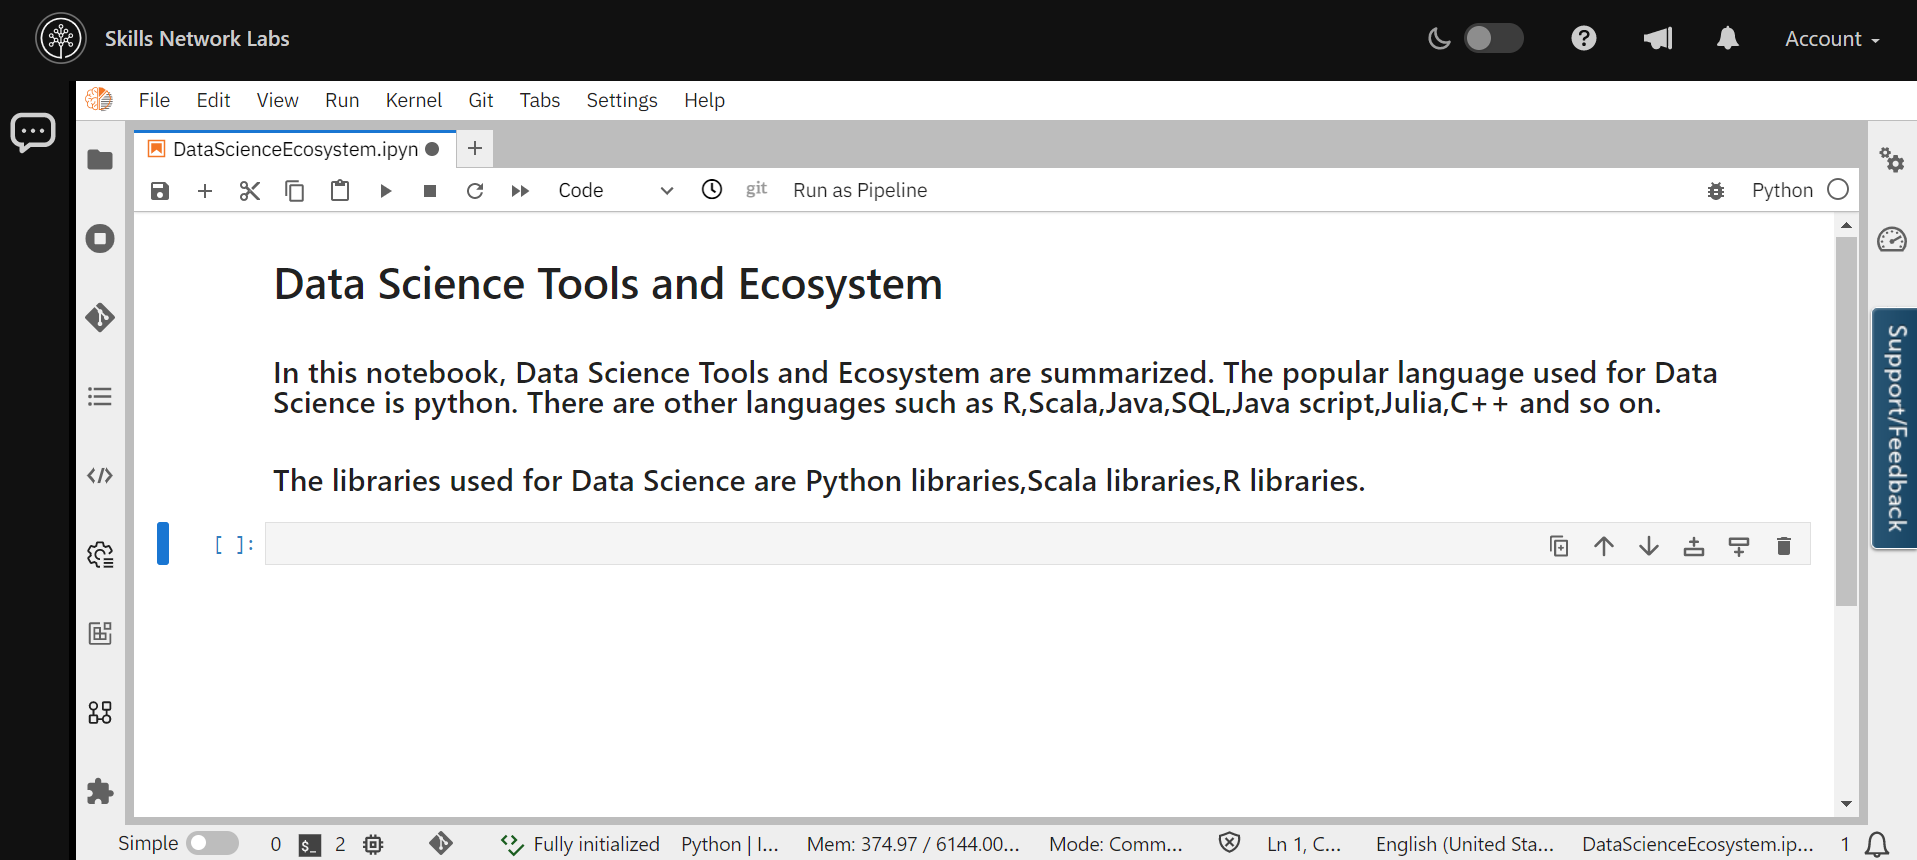 Skills Network Labs
Account
File Edit View Run Kernel Git Tabs Settings Help
DataScienceEcosystem.ipyn
Code git Run as Pipeline Python
Data Science Tools and Ecosystem
In this notebook, Data Science Tools and Ecosystem are summarized. The popular language used for Data
Science is python. There are other languages such as R,Scala,Java,SQL,Java script,Julia,C++ and so on.
The libraries used for Data Science are Python libraries,Scala libraries,R libraries.
[ ]:
Support/Feedback
Simple 0 $_ 2 Fully initialized Python | I... Mem: 374.97 / 6144.00... Mode: Comm... Ln 1, C... English (United Sta... DataScienceEcosystem.ip... 1